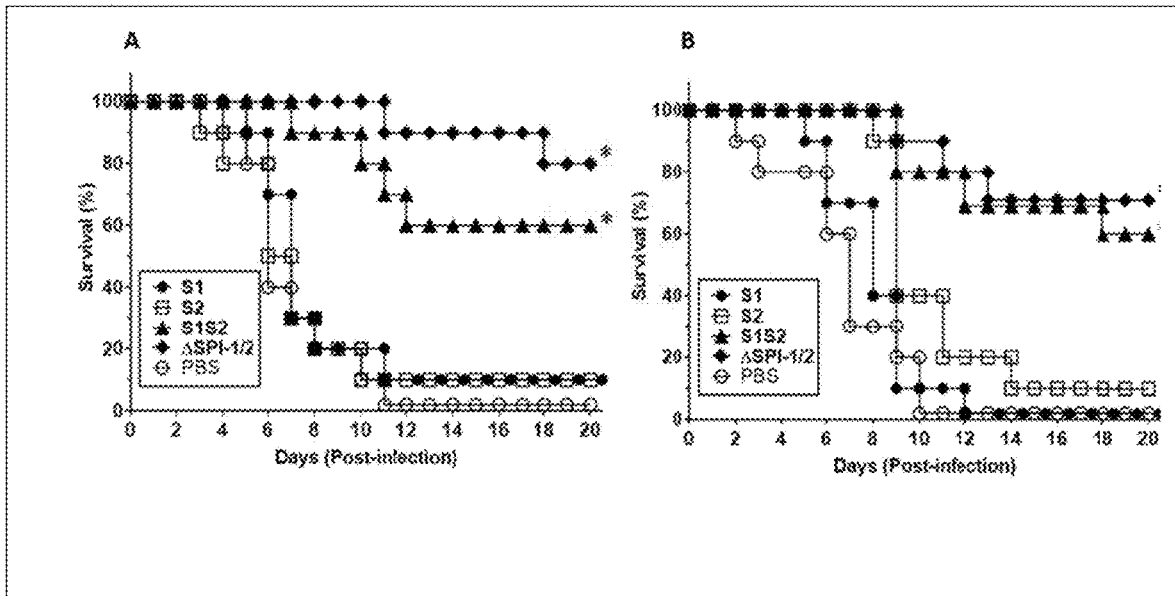 A
100
80
60
40
20
0
Survival (%)
S1
S2
S1S2
ΔSPI-1/2
PBS
*
*
0 2 4 6 8 10 12 14 16 18 20
Days (Post-infection)
B
100
80
60
40
20
0
Survival (%)
S1
S2
S1S2
ΔSPI-1/2
PBS
0 2 4 6 8 10 12 14 16 18 20
Days (Post-infection)